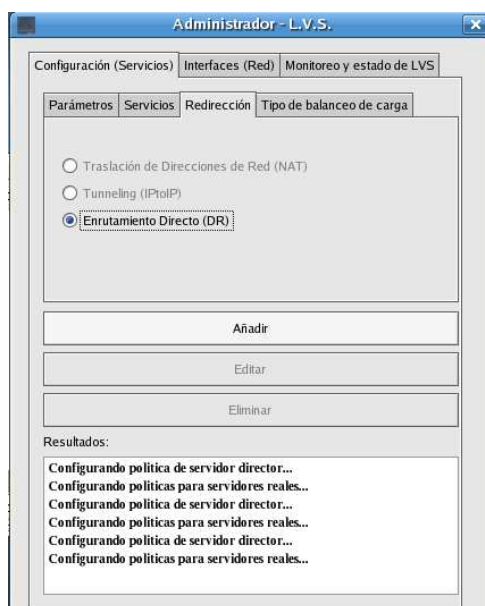 Administrador - L.V.S.
Configuración (Servicios) Interfaces (Red) Monitoreo y estado de LVS
Parámetros Servicios Redirección Tipo de balanceo de carga
Traslación de Direcciones de Red (NAT)
Tunneling (IPtoIP)
Enrutamiento Directo (DR)
Añadir
Editar
Eliminar
Resultados:
Configurando politica de servidor director...
Configurando politicas para servidores reales...
Configurando politica de servidor director...
Configurando politicas para servidores reales...
Configurando politica de servidor director...
Configurando politicas para servidores reales...